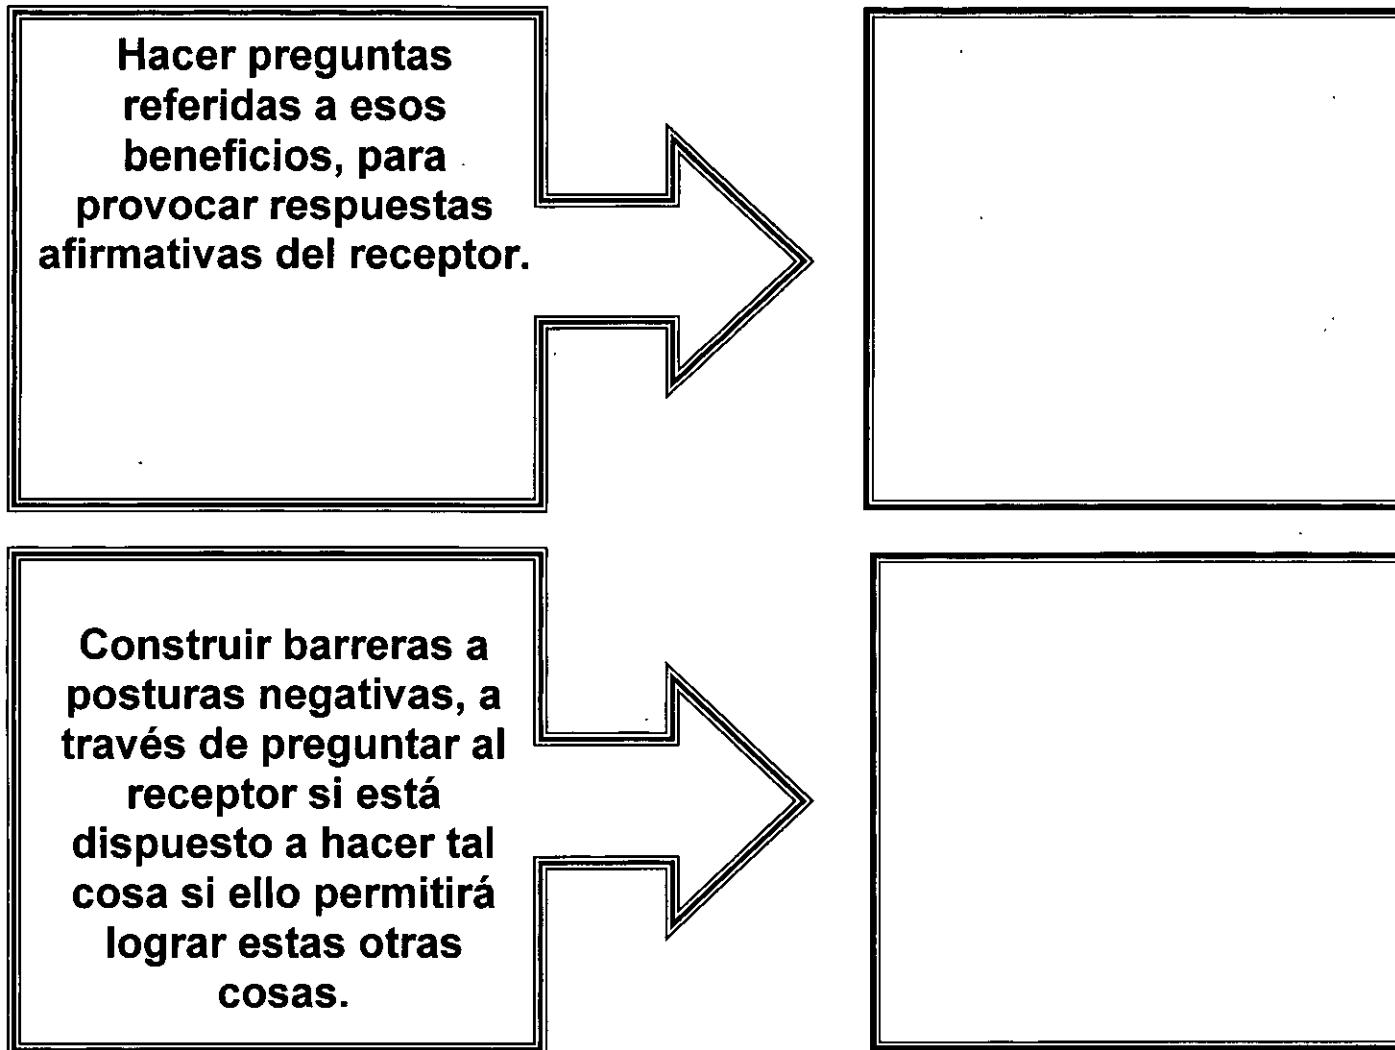 Hacer preguntas
referidas a esos
beneficios, para
provocar respuestas
afirmativas del receptor.
Construir barreras a
posturas negativas, a
través de preguntar al
receptor si está
dispuesto a hacer tal
cosa si ello permitirá
lograr estas otras
cosas.